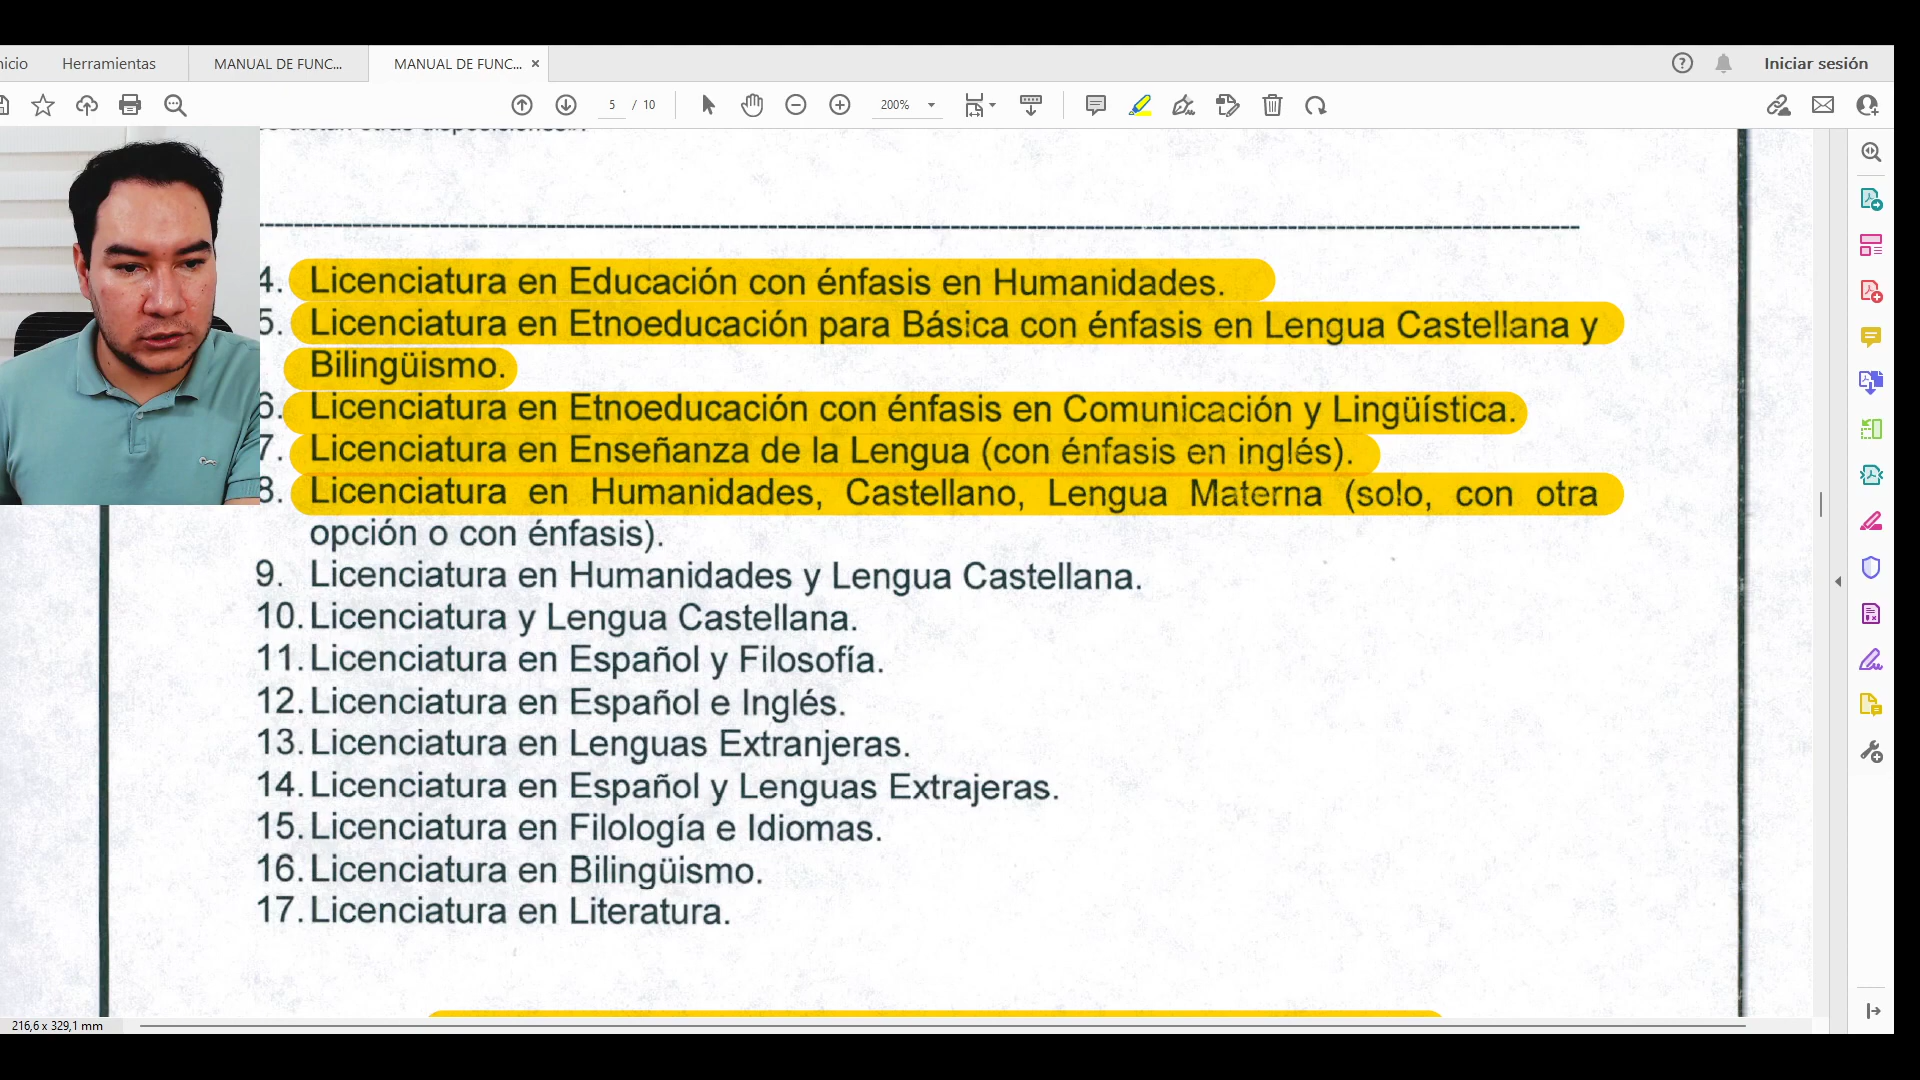 nicio
Herramientas
MANUAL DE FUNC...
MANUAL DE FUNC...
Iniciar sesión
5 / 10
200%
4. Licenciatura en Educación con énfasis en Humanidades.
5. Licenciatura en Etnoeducación para Básica con énfasis en Lengua Castellana y
Bilingüismo.
6. Licenciatura en Etnoeducación con énfasis en Comunicación y Lingüística.
7. Licenciatura en Enseñanza de la Lengua (con énfasis en inglés).
8. Licenciatura en Humanidades, Castellano, Lengua Materna (solo, con otra
opción o con énfasis).
9. Licenciatura en Humanidades y Lengua Castellana.
10. Licenciatura y Lengua Castellana.
11. Licenciatura en Español y Filosofía.
12. Licenciatura en Español e Inglés.
13. Licenciatura en Lenguas Extranjeras.
14. Licenciatura en Español y Lenguas Extrajeras.
15. Licenciatura en Filología e Idiomas.
16. Licenciatura en Bilingüismo.
17. Licenciatura en Literatura.
216,6 x 329,1 mm